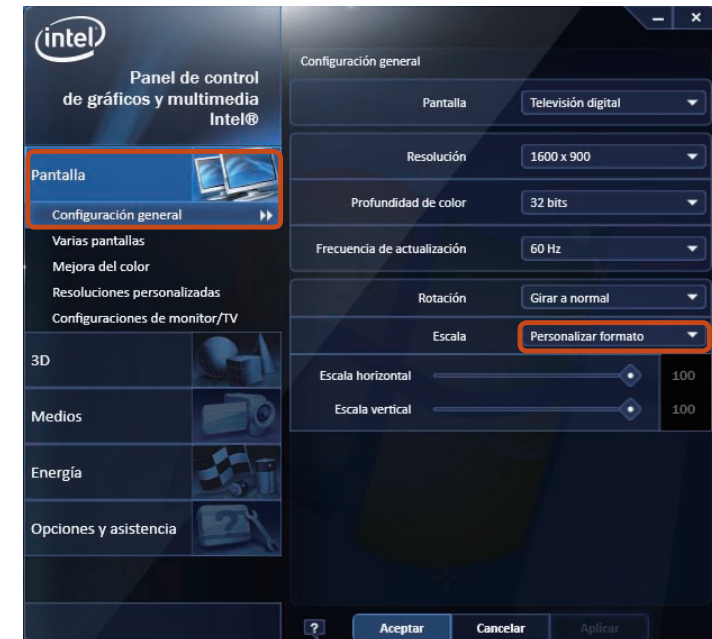 intel
Panel de control
de gráficos y multimedia
Intel®
Pantalla
Configuración general
Varias pantallas
Mejora del color
Resoluciones personalizadas
Configuraciones de monitor/TV
3D
Medios
Energía
Opciones y asistencia
Configuración general
Pantalla Televisión digital
Resolución 1600 x 900
Profundidad de color 32 bits
Frecuencia de actualización 60 Hz
Rotación Girar a normal
Escala Personalizar formato
Escala horizontal 100
Escala vertical 100
? Aceptar Cancelar Aplicar